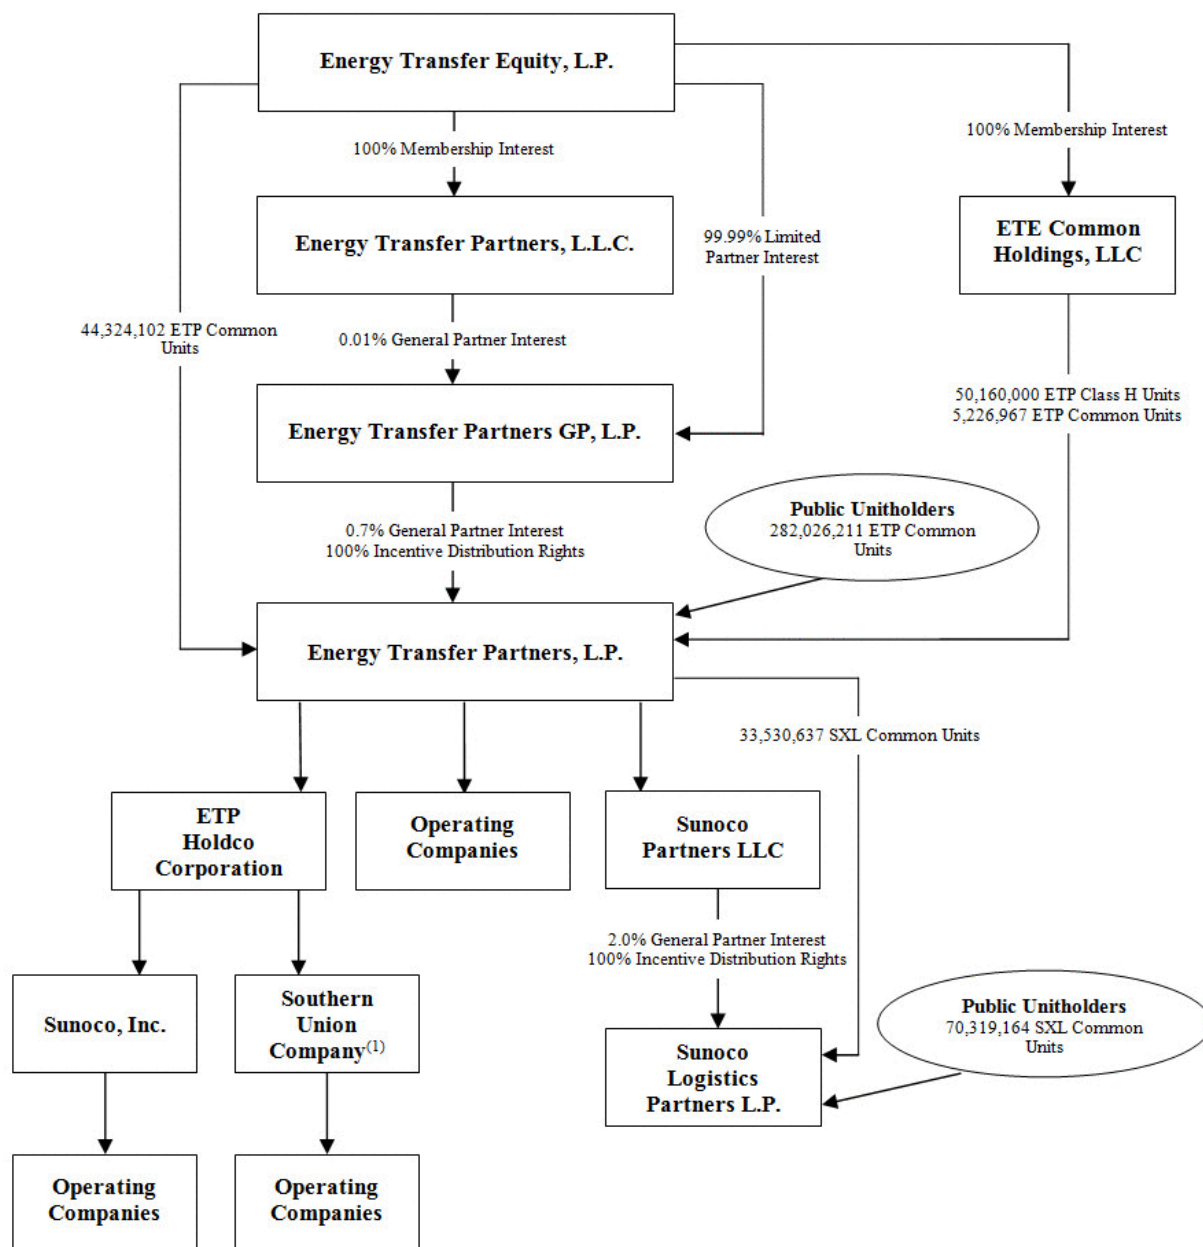 Energy Transfer Equity, L.P.
100% Membership Interest
100% Membership Interest
Energy Transfer Partners, L.L.C.
99.99% Limited
Partner Interest
ETE Common
Holdings, LLC
44,324,102 ETP Common
Units
0.01% General Partner Interest
50,160,000 ETP Class H Units
5,226,967 ETP Common Units
Energy Transfer Partners GP, L.P.
0.7% General Partner Interest
100% Incentive Distribution Rights
Public Unitholders
282,026,211 ETP Common
Units
Energy Transfer Partners, L.P.
33,530,637 SXL Common Units
ETP
Holdco
Corporation
Operating
Companies
Sunoco
Partners LLC
2.0% General Partner Interest
100% Incentive Distribution Rights
Sunoco, Inc.
Southern
Union
Company(1)
Public Unitholders
70,319,164 SXL Common
Units
Sunoco
Logistics
Partners L.P.
Operating
Companies
Operating
Companies